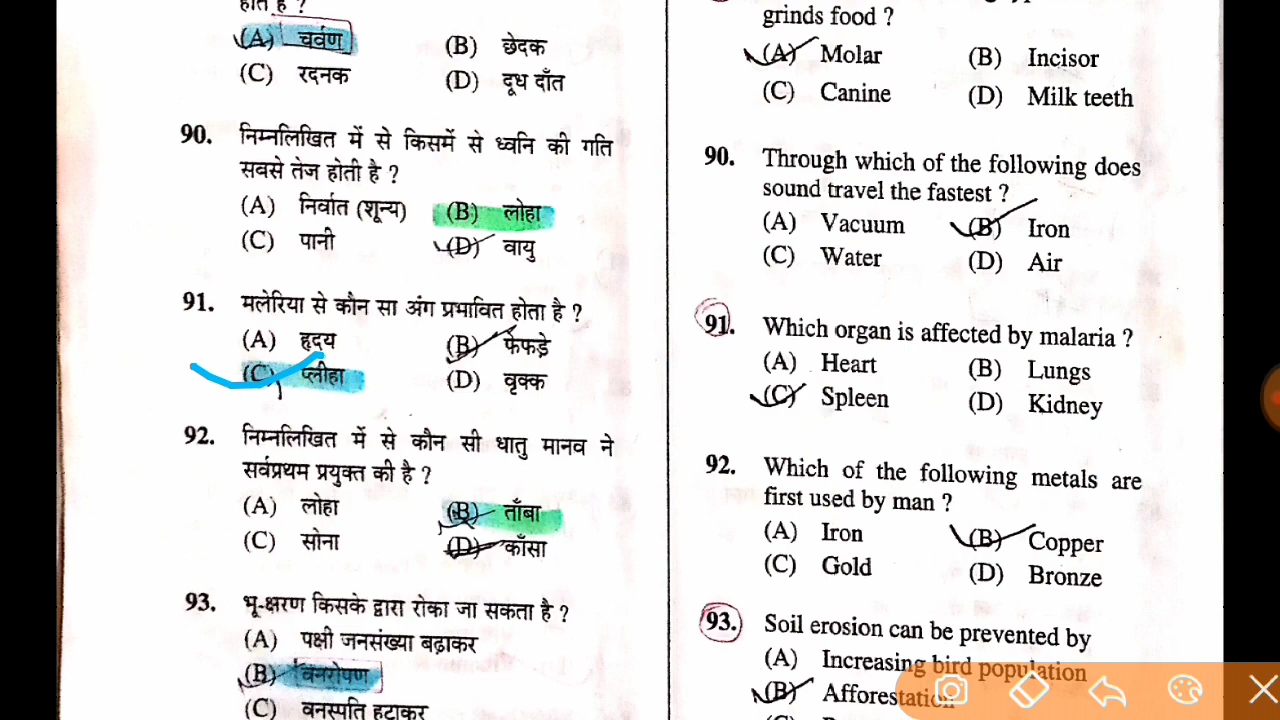 होते हैं ?
(A) चर्वण (B) छेदक
(C) रदनक (D) दूध दाँत
90. निम्नलिखित में से किसमें से ध्वनि की गति
सबसे तेज होती है ?
(A) निर्वात (शून्य) (B) लोहा
(C) पानी (D) वायु
91. मलेरिया से कौन सा अंग प्रभावित होता है ?
(A) हृदय (B) फेफड़े
(C) प्लीहा (D) वृक्क
92. निम्नलिखित में से कौन सी धातु मानव ने
सर्वप्रथम प्रयुक्त की है ?
(A) लोहा (B) ताँबा
(C) सोना (D) काँसा
93. भू-क्षरण किसके द्वारा रोका जा सकता है ?
(A) पक्षी जनसंख्या बढ़ाकर
(B) वनरोपण
(C) वनस्पति हटाकर
grinds food ?
(A) Molar (B) Incisor
(C) Canine (D) Milk teeth
90. Through which of the following does
sound travel the fastest ?
(A) Vacuum (B) Iron
(C) Water (D) Air
91. Which organ is affected by malaria ?
(A) Heart (B) Lungs
(C) Spleen (D) Kidney
92. Which of the following metals are
first used by man ?
(A) Iron (B) Copper
(C) Gold (D) Bronze
93. Soil erosion can be prevented by
(A) Increasing bird population
(B) Afforestation